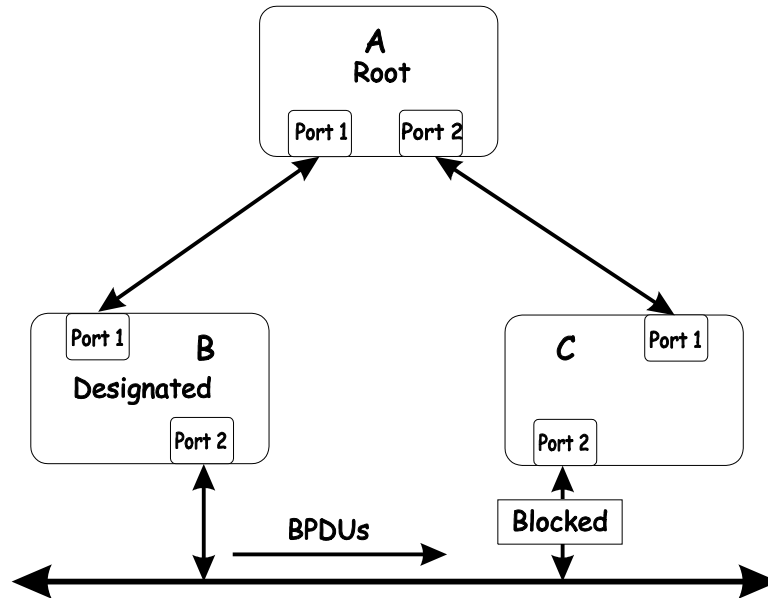 A
Root
Port 1
Port 2
Port 1
B
Designated
Port 2
C
Port 1
Port 2
Blocked
BPDUs